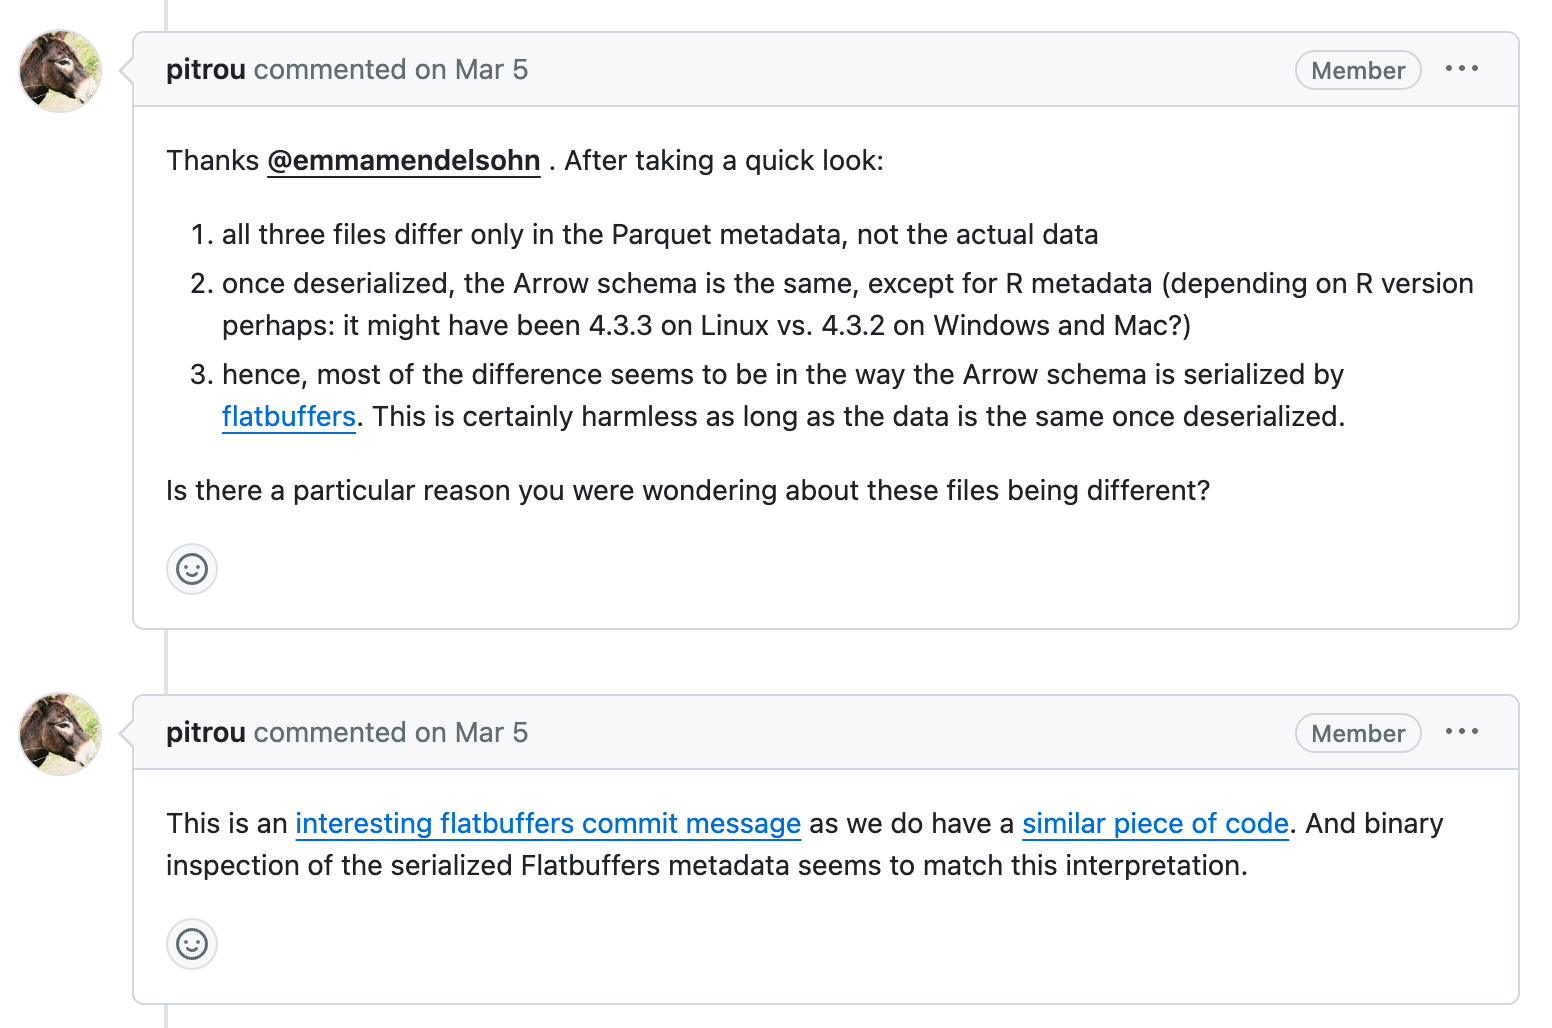 pitrou commented on Mar 5
Member
Thanks @emmamendelsohn . After taking a quick look:
1. all three files differ only in the Parquet metadata, not the actual data
2. once deserialized, the Arrow schema is the same, except for R metadata (depending on R version
perhaps: it might have been 4.3.3 on Linux vs. 4.3.2 on Windows and Mac?)
3. hence, most of the difference seems to be in the way the Arrow schema is serialized by
flatbuffers. This is certainly harmless as long as the data is the same once deserialized.
Is there a particular reason you were wondering about these files being different?
pitrou commented on Mar 5
Member
This is an interesting flatbuffers commit message as we do have a similar piece of code. And binary
inspection of the serialized Flatbuffers metadata seems to match this interpretation.